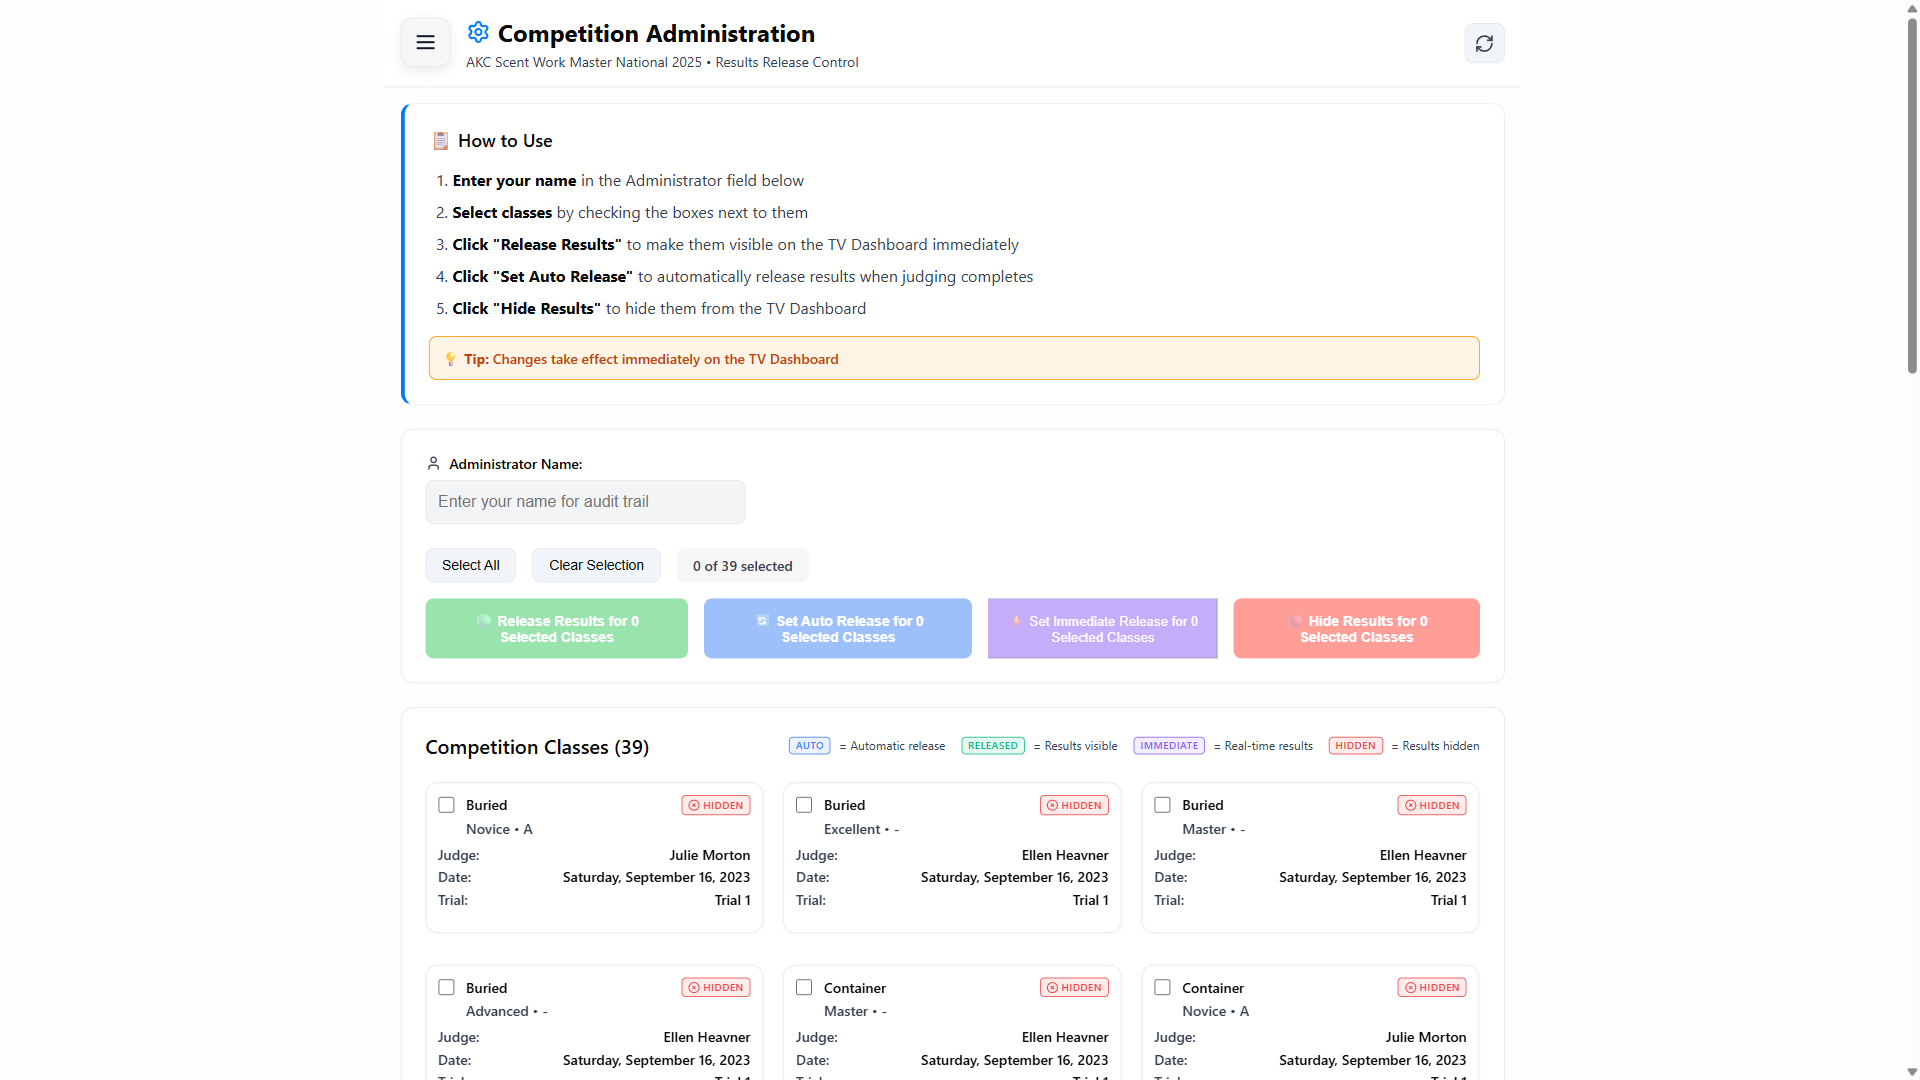 Competition Administration
AKC Scent Work Master National 2025 • Results Release Control
How to Use
1. Enter your name in the Administrator field below
2. Select classes by checking the boxes next to them
3. Click "Release Results" to make them visible on the TV Dashboard immediately
4. Click "Set Auto Release" to automatically release results when judging completes
5. Click "Hide Results" to hide them from the TV Dashboard
Tip: Changes take effect immediately on the TV Dashboard
Administrator Name:
Enter your name for audit trail
Select All
Clear Selection
0 of 39 selected
Release Results for 0
Selected Classes
Set Auto Release for 0
Selected Classes
Set Immediate Release for 0
Selected Classes
Hide Results for 0
Selected Classes
Competition Classes (39)
AUTO = Automatic release
RELEASED = Results visible
IMMEDIATE = Real-time results
HIDDEN = Results hidden
Buried HIDDEN
Novice • A
Judge: Julie Morton
Date: Saturday, September 16, 2023
Trial: Trial 1
Buried HIDDEN
Excellent • -
Judge: Ellen Heavner
Date: Saturday, September 16, 2023
Trial: Trial 1
Buried HIDDEN
Master • -
Judge: Ellen Heavner
Date: Saturday, September 16, 2023
Trial: Trial 1
Buried HIDDEN
Advanced • -
Judge: Ellen Heavner
Date: Saturday, September 16, 2023
Trial: Trial 1
Container HIDDEN
Master • -
Judge: Ellen Heavner
Date: Saturday, September 16, 2023
Trial: Trial 1
Container HIDDEN
Novice • A
Judge: Julie Morton
Date: Saturday, September 16, 2023
Trial: Trial 1